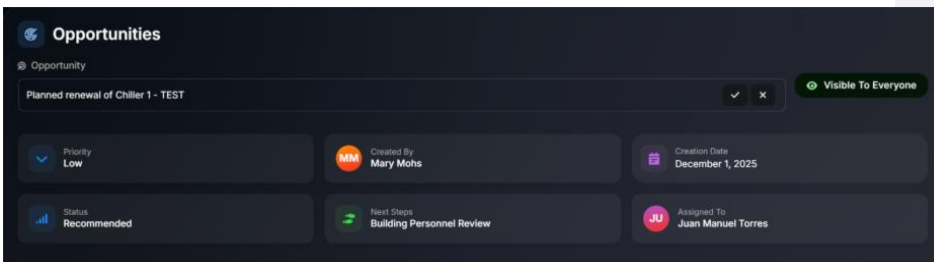 Opportunities
Opportunity
Planned renewal of Chiller 1 - TEST
Visible To Everyone
Priority
Low
MM
Created By
Mary Mohs
Creation Date
December 1, 2025
Status
Recommended
Next Steps
Building Personnel Review
JU
Assigned To
Juan Manuel Torres